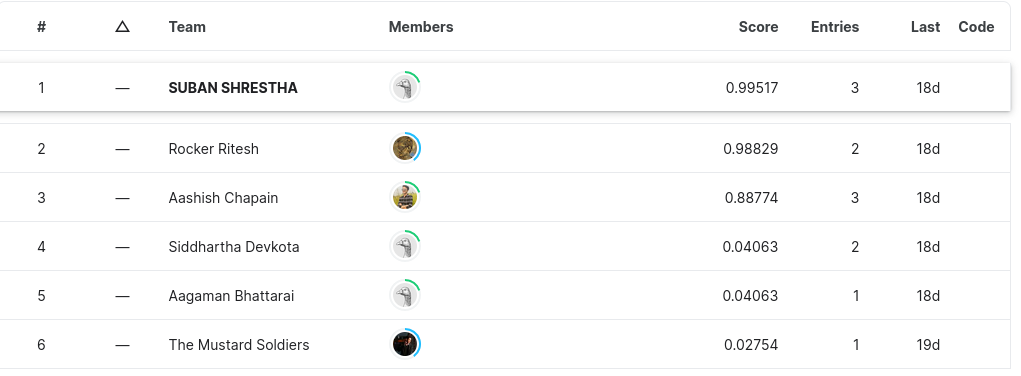 # △ Team Members Score Entries Last Code
1 — SUBAN SHRESTHA 0.99517 3 18d
2 — Rocker Ritesh 0.98829 2 18d
3 — Aashish Chapain 0.88774 3 18d
4 — Siddhartha Devkota 0.04063 2 18d
5 — Aagaman Bhattarai 0.04063 1 18d
6 — The Mustard Soldiers 0.02754 1 19d